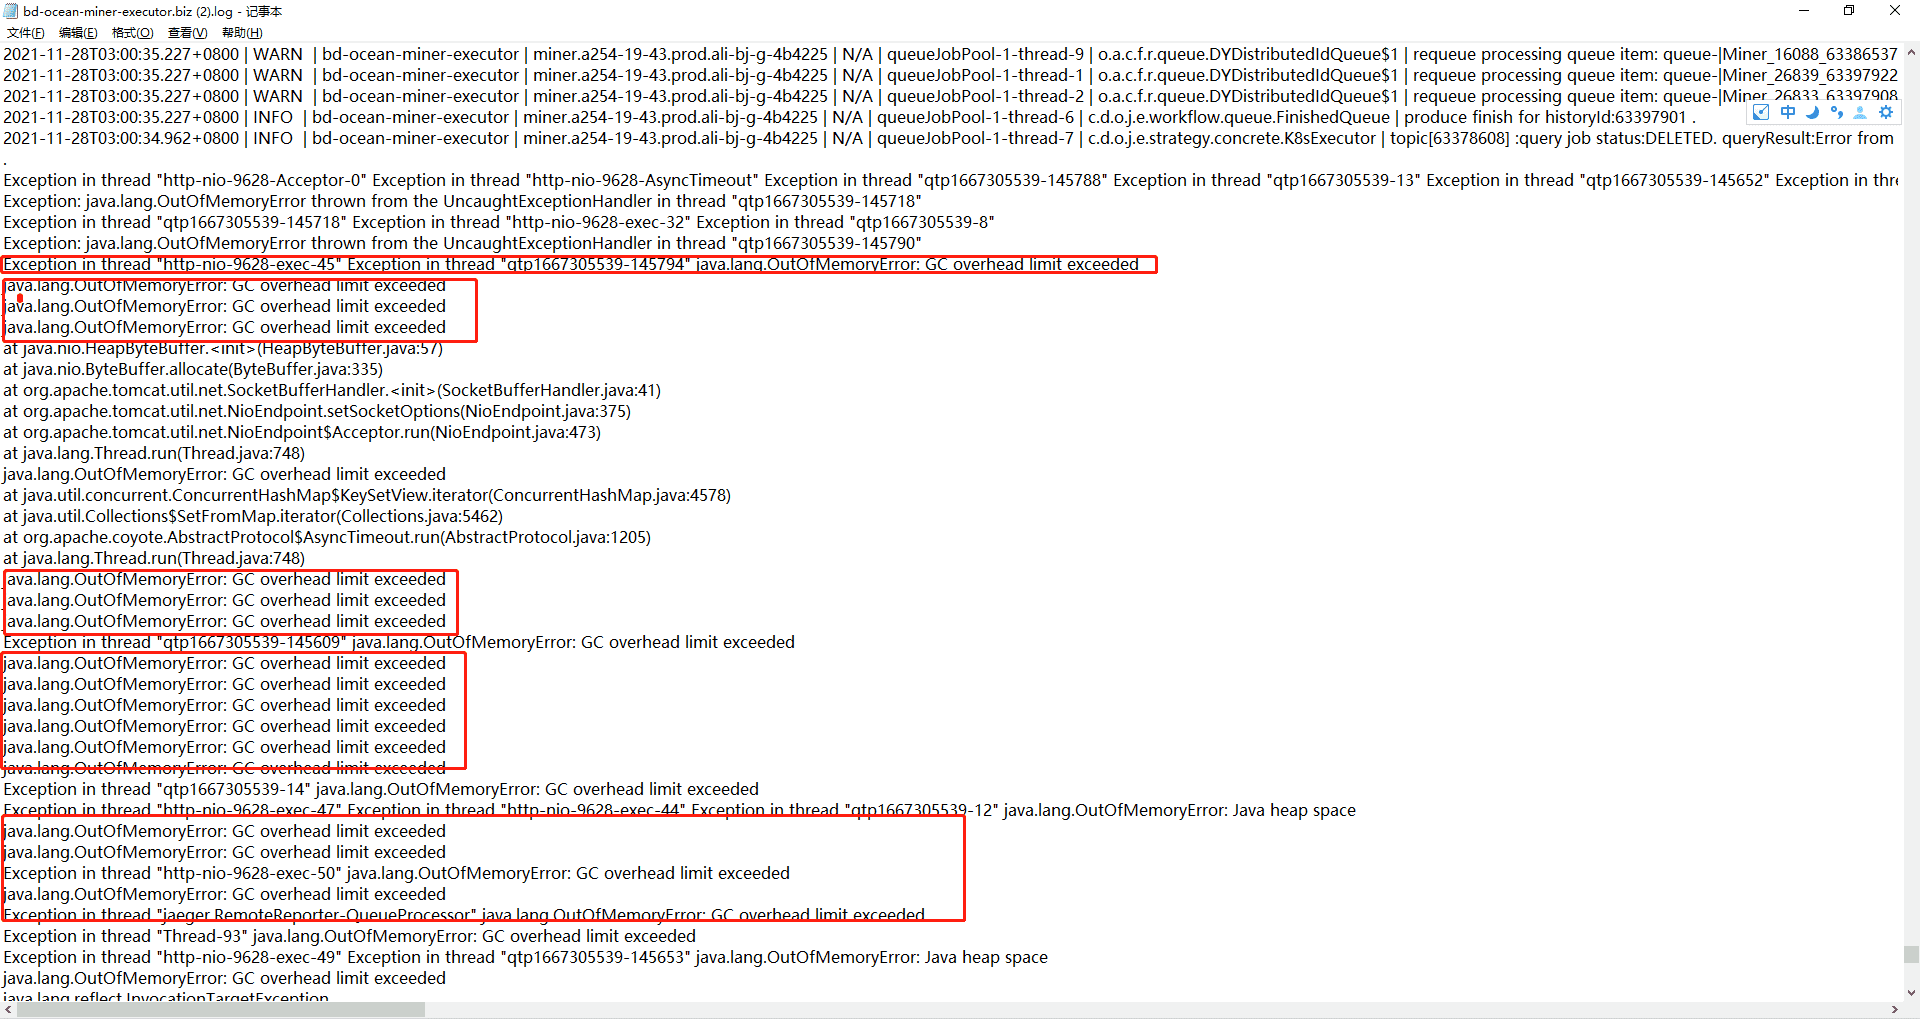 bd-ocean-miner-executor.biz (2).log - 记事本
文件(F) 编辑(E) 格式(O) 查看(V) 帮助(H)
2021-11-28T03:00:35.227+0800 | WARN | bd-ocean-miner-executor | miner.a254-19-43.prod.ali-bj-g-4b4225 | N/A | queueJobPool-1-thread-9 | o.a.c.f.r.queue.DYDistributedIdQueue$1 | requeue processing queue item: queue-|Miner_16088_63386537
2021-11-28T03:00:35.227+0800 | WARN | bd-ocean-miner-executor | miner.a254-19-43.prod.ali-bj-g-4b4225 | N/A | queueJobPool-1-thread-1 | o.a.c.f.r.queue.DYDistributedIdQueue$1 | requeue processing queue item: queue-|Miner_26839_63397922
2021-11-28T03:00:35.227+0800 | WARN | bd-ocean-miner-executor | miner.a254-19-43.prod.ali-bj-g-4b4225 | N/A | queueJobPool-1-thread-2 | o.a.c.f.r.queue.DYDistributedIdQueue$1 | requeue processing queue item: queue-|Miner_26833_63397908
2021-11-28T03:00:35.227+0800 | INFO | bd-ocean-miner-executor | miner.a254-19-43.prod.ali-bj-g-4b4225 | N/A | queueJobPool-1-thread-6 | c.d.o.j.e.workflow.queue.FinishedQueue | produce finish for historyId:63397901 .
中
2021-11-28T03:00:34.962+0800 | INFO | bd-ocean-miner-executor | miner.a254-19-43.prod.ali-bj-g-4b4225 | N/A | queueJobPool-1-thread-7 | c.d.o.j.e.strategy.concrete.K8sExecutor | topic[63378608] :query job status:DELETED. queryResult:Error from
.
Exception in thread "http-nio-9628-Acceptor-0" Exception in thread "http-nio-9628-AsyncTimeout" Exception in thread "qtp1667305539-145788" Exception in thread "qtp1667305539-13" Exception in thread "qtp1667305539-145652" Exception in thre
Exception: java.lang.OutOfMemoryError thrown from the UncaughtExceptionHandler in thread "qtp1667305539-145718"
Exception in thread "qtp1667305539-145718" Exception in thread "http-nio-9628-exec-32" Exception in thread "qtp1667305539-8"
Exception: java.lang.OutOfMemoryError thrown from the UncaughtExceptionHandler in thread "qtp1667305539-145790"
Exception in thread "http-nio-9628-exec-45" Exception in thread "qtp1667305539-145794" java.lang.OutOfMemoryError: GC overhead limit exceeded
java.lang.OutOfMemoryError: GC overhead limit exceeded
java.lang.OutOfMemoryError: GC overhead limit exceeded
java.lang.OutOfMemoryError: GC overhead limit exceeded
at java.nio.HeapByteBuffer.<init>(HeapByteBuffer.java:57)
at java.nio.ByteBuffer.allocate(ByteBuffer.java:335)
at org.apache.tomcat.util.net.SocketBufferHandler.<init>(SocketBufferHandler.java:41)
at org.apache.tomcat.util.net.NioEndpoint.setSocketOptions(NioEndpoint.java:375)
at org.apache.tomcat.util.net.NioEndpoint$Acceptor.run(NioEndpoint.java:473)
at java.lang.Thread.run(Thread.java:748)
java.lang.OutOfMemoryError: GC overhead limit exceeded
at java.util.concurrent.ConcurrentHashMap$KeySetView.iterator(ConcurrentHashMap.java:4578)
at java.util.Collections$SetFromMap.iterator(Collections.java:5462)
at org.apache.coyote.AbstractProtocol$AsyncTimeout.run(AbstractProtocol.java:1205)
at java.lang.Thread.run(Thread.java:748)
java.lang.OutOfMemoryError: GC overhead limit exceeded
java.lang.OutOfMemoryError: GC overhead limit exceeded
java.lang.OutOfMemoryError: GC overhead limit exceeded
Exception in thread "qtp1667305539-145609" java.lang.OutOfMemoryError: GC overhead limit exceeded
java.lang.OutOfMemoryError: GC overhead limit exceeded
java.lang.OutOfMemoryError: GC overhead limit exceeded
java.lang.OutOfMemoryError: GC overhead limit exceeded
java.lang.OutOfMemoryError: GC overhead limit exceeded
java.lang.OutOfMemoryError: GC overhead limit exceeded
java.lang.OutOfMemoryError: GC overhead limit exceeded
Exception in thread "qtp1667305539-14" java.lang.OutOfMemoryError: GC overhead limit exceeded
Exception in thread "http-nio-9628-exec-47" Exception in thread "http-nio-9628-exec-44" Exception in thread "qtp1667305539-12" java.lang.OutOfMemoryError: Java heap space
java.lang.OutOfMemoryError: GC overhead limit exceeded
java.lang.OutOfMemoryError: GC overhead limit exceeded
Exception in thread "http-nio-9628-exec-50" java.lang.OutOfMemoryError: GC overhead limit exceeded
java.lang.OutOfMemoryError: GC overhead limit exceeded
Exception in thread "jaeger.RemoteReporter-QueueProcessor" java.lang.OutOfMemoryError: GC overhead limit exceeded
Exception in thread "Thread-93" java.lang.OutOfMemoryError: GC overhead limit exceeded
Exception in thread "http-nio-9628-exec-49" Exception in thread "qtp1667305539-145653" java.lang.OutOfMemoryError: Java heap space
java.lang.OutOfMemoryError: GC overhead limit exceeded
java.lang.reflect.InvocationTargetException